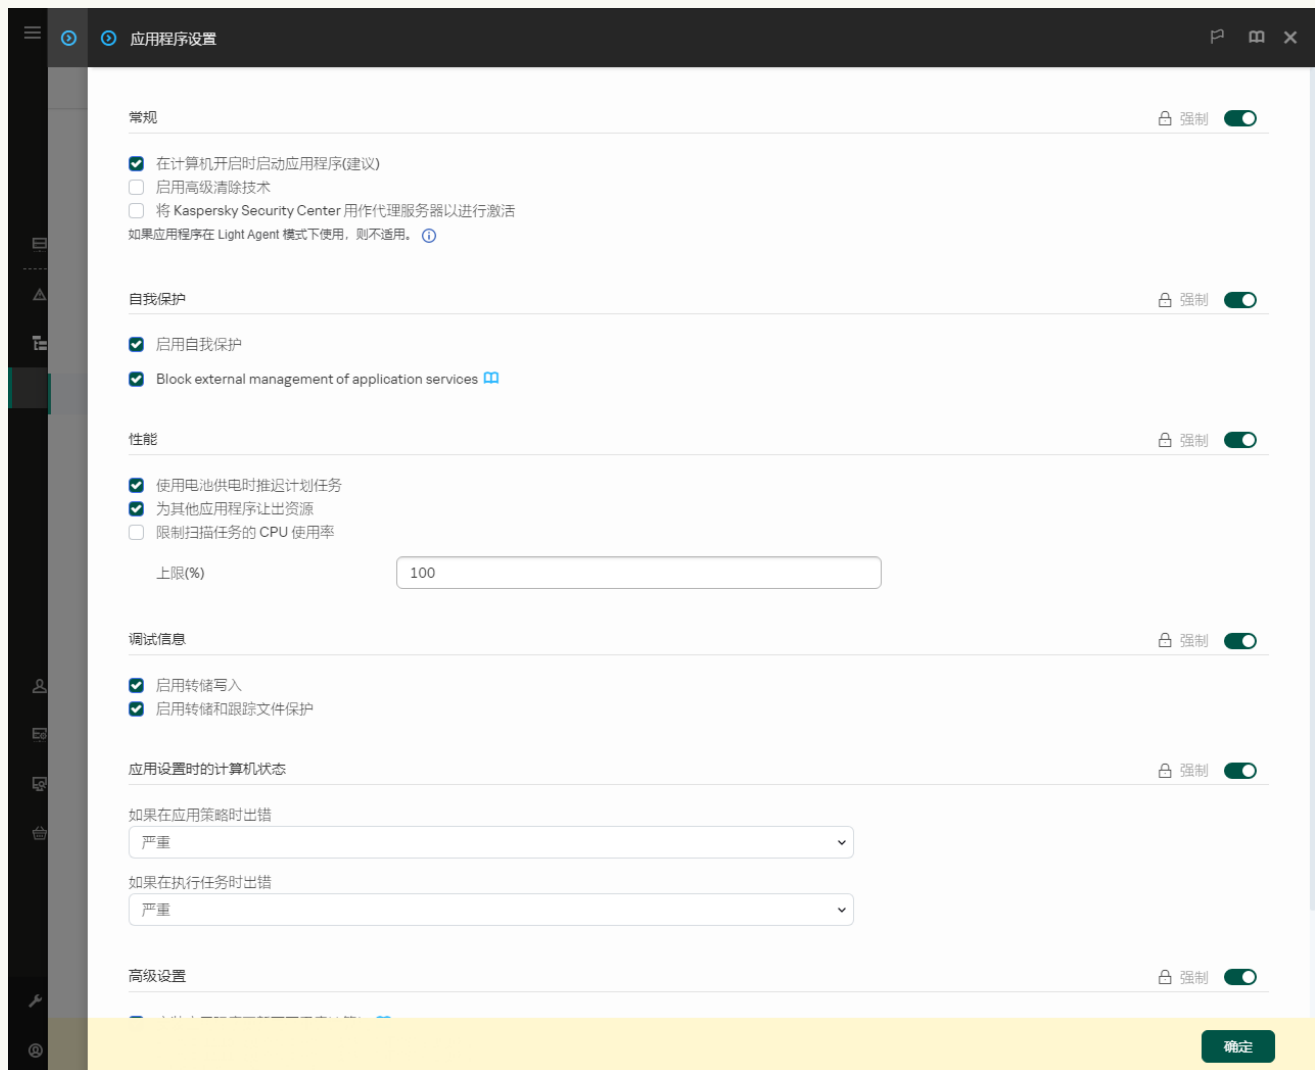 应用程序设置
常规
强制
在计算机开启时启动应用程序(建议)
启用高级清除技术
将 Kaspersky Security Center 用作代理服务器以进行激活
如果应用程序在 Light Agent 模式下使用，则不适用。
自我保护
强制
启用自我保护
Block external management of application services
性能
强制
使用电池供电时推迟计划任务
为其他应用程序让出资源
限制扫描任务的 CPU 使用率
上限(%)
100
调试信息
强制
启用转储写入
启用转储和跟踪文件保护
应用设置时的计算机状态
强制
如果在应用策略时出错
严重
如果在执行任务时出错
严重
高级设置
强制
确定